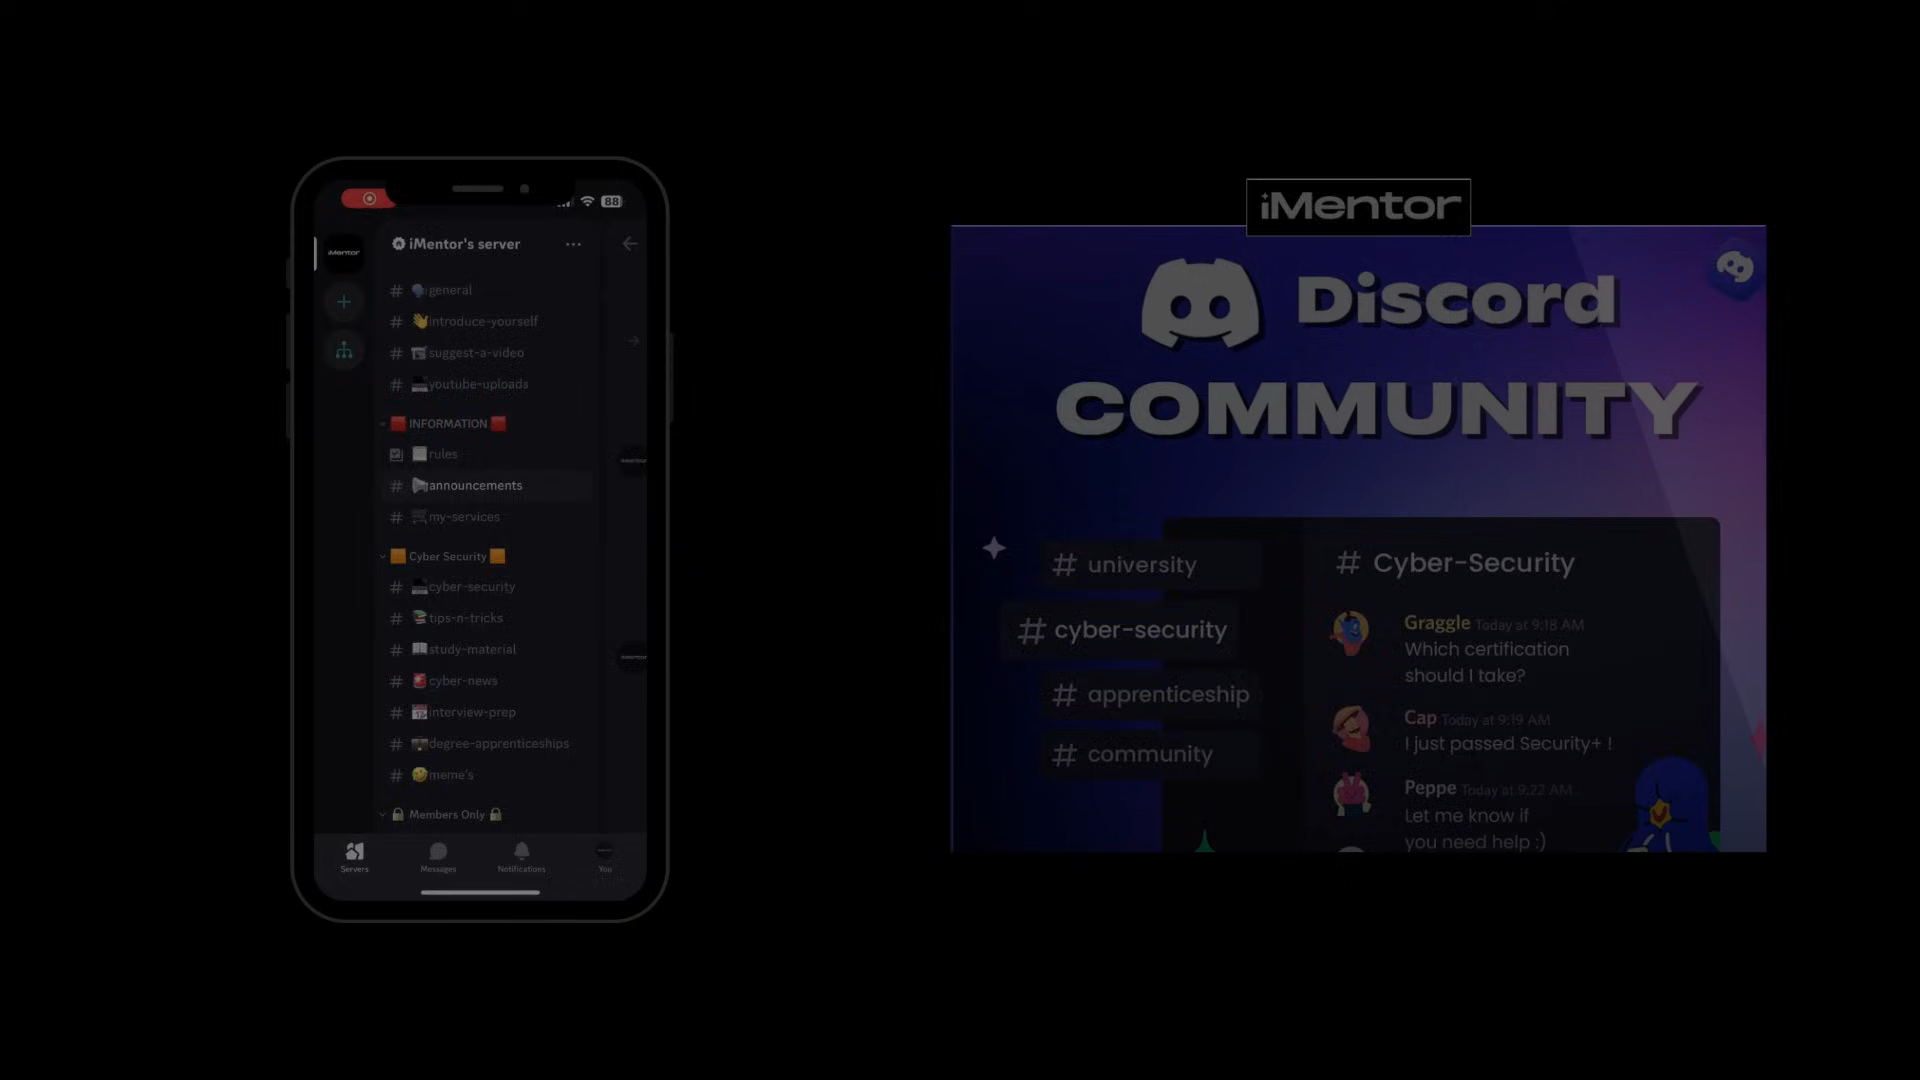 88
iMentor
iMentor's server
# general
# introduce-yourself
# suggest-a-video
# youtube-uploads
INFORMATION
rules
# announcements
# my-services
Cyber Security
# cyber-security
# tips-n-tricks
# study-material
# cyber-news
# interview-prep
# degree-apprenticeships
# meme's
Members Only
Servers
Messages
Notifications
You
iMentor
Discord
COMMUNITY
# university
# cyber-security
# apprenticeship
# community
# Cyber-Security
Graggle Today at 9:18 AM
Which certification
should I take?
Cap Today at 9:19 AM
I just passed Security+ !
Peppe Today at 9:22 AM
Let me know if
you need help :)